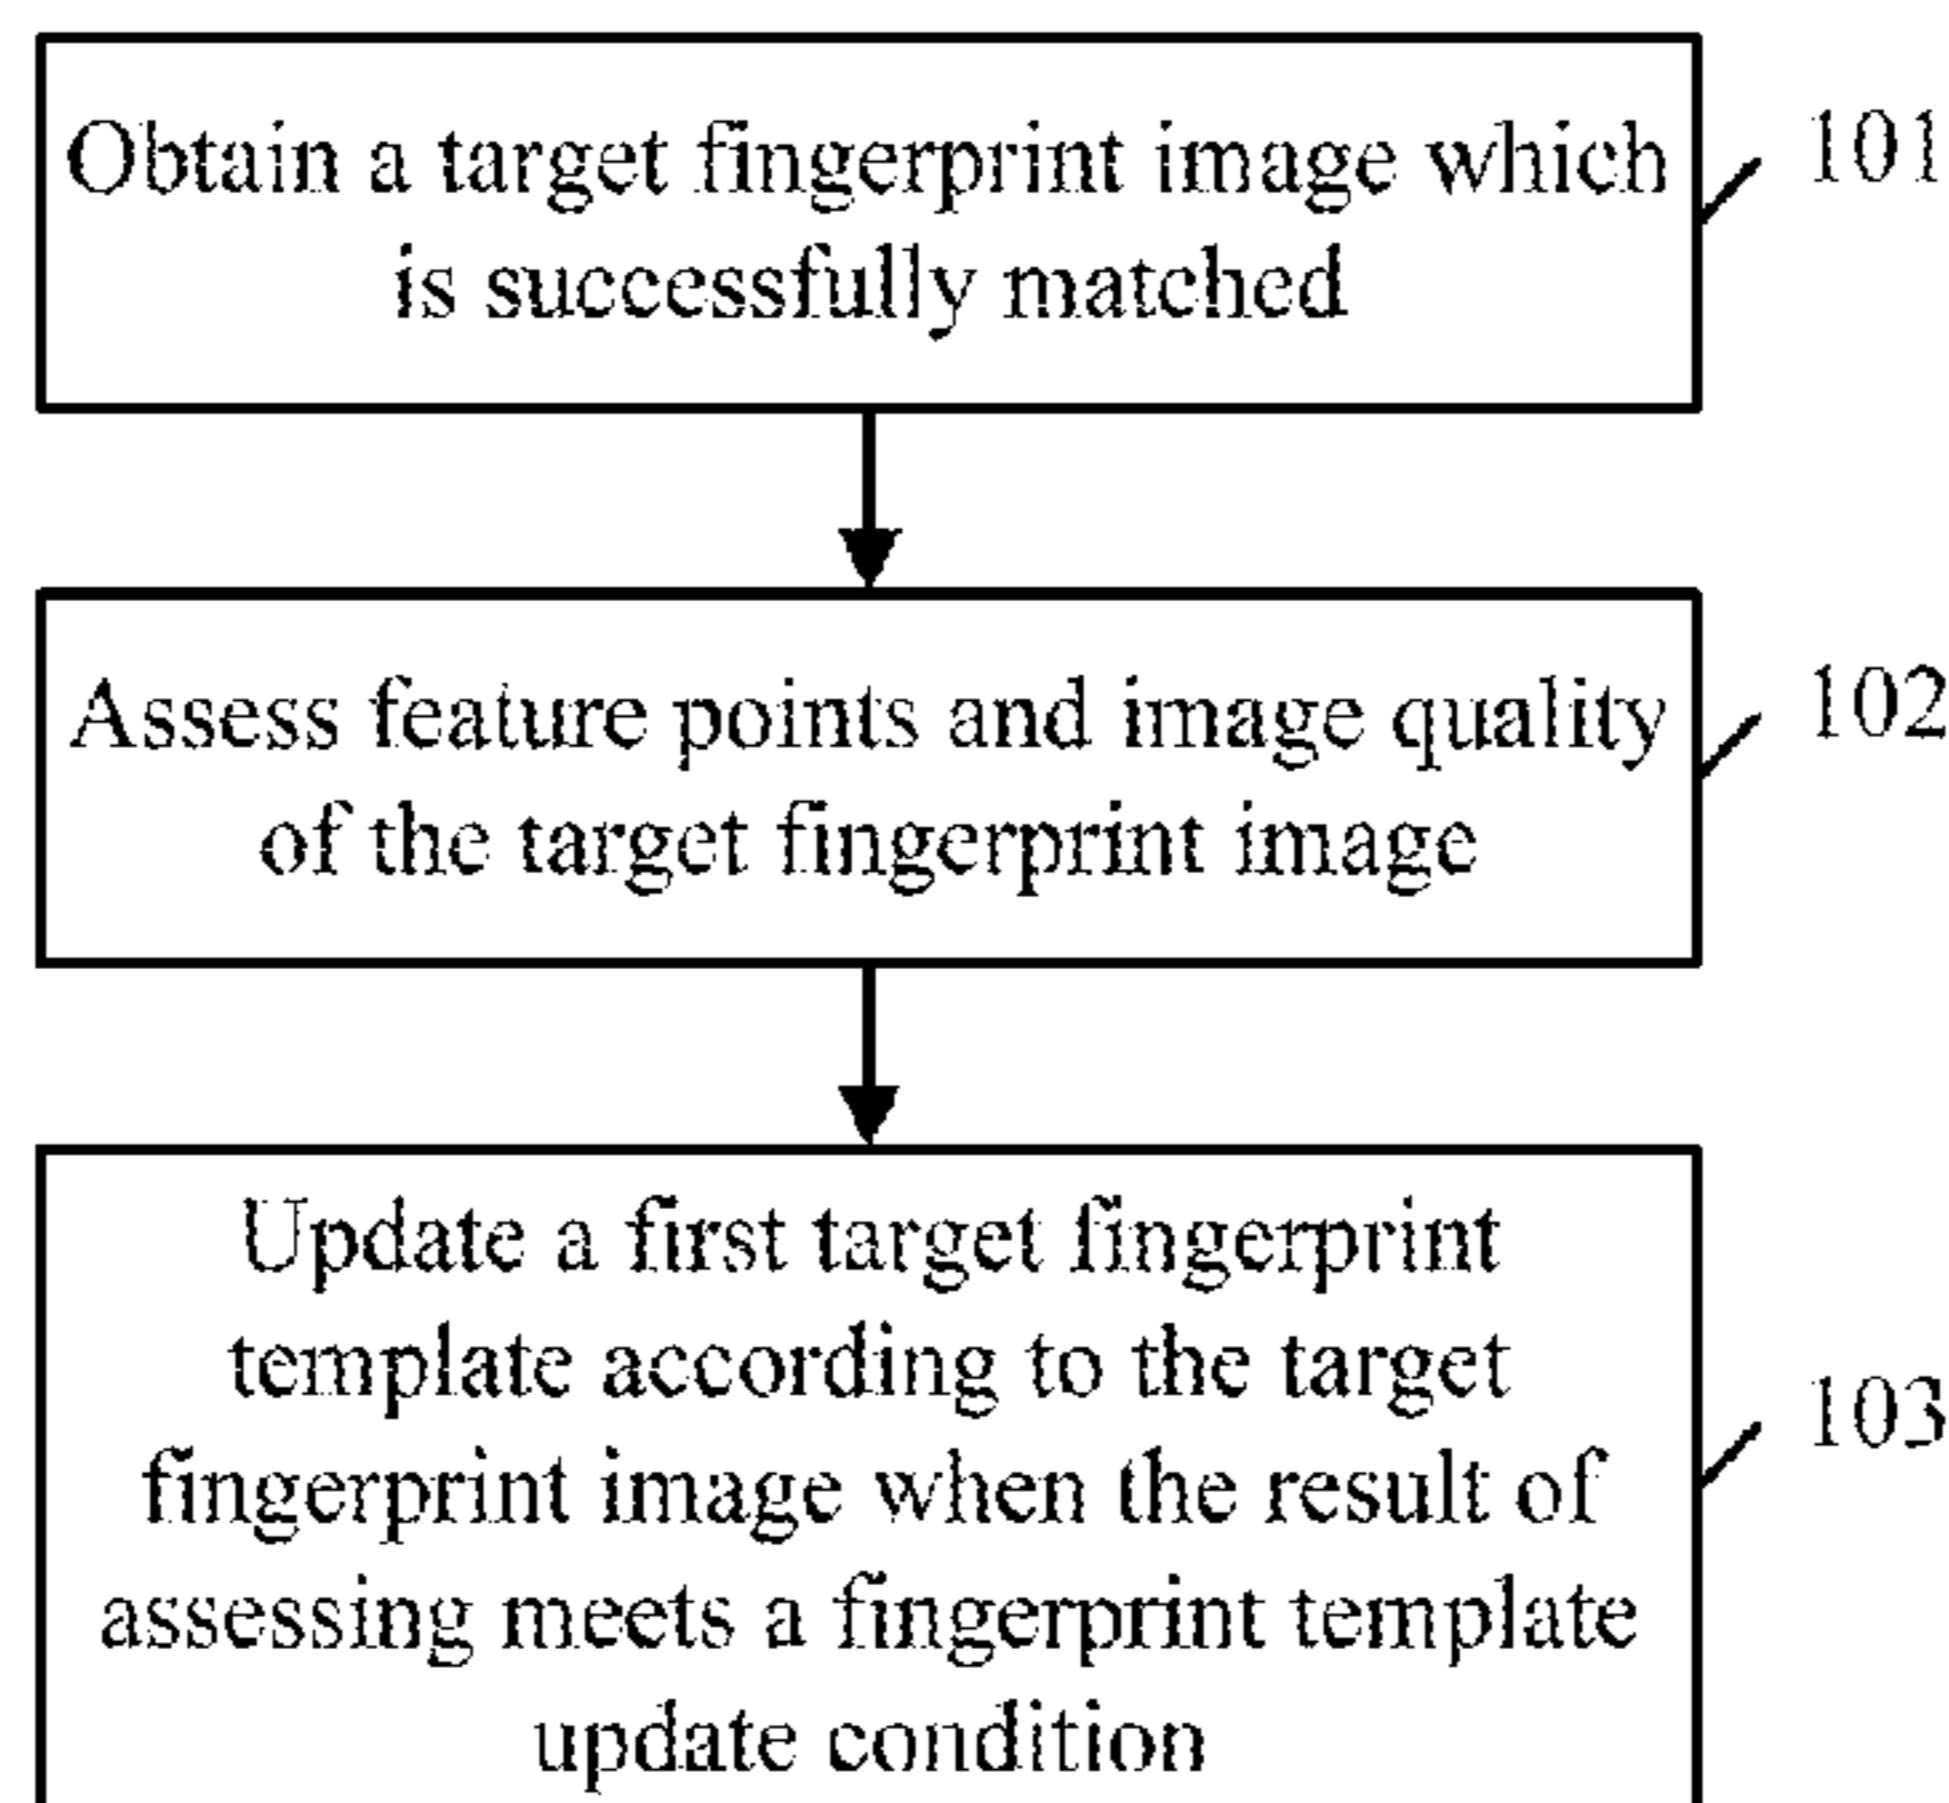 Obtain a target fingerprint image which
is successfully matched
101
Assess feature points and image quality
of the target fingerprint image
102
Update a first target fingerprint
template according to the target
fingerprint image when the result of
assessing meets a fingerprint template
update condition
103